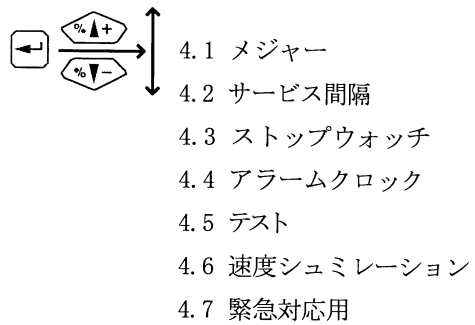 %▲+
%▼−
4.1 メジャー
4.2 サービス間隔
4.3 ストップウォッチ
4.4 アラームクロック
4.5 テスト
4.6 速度シュミレーション
4.7 緊急対応用